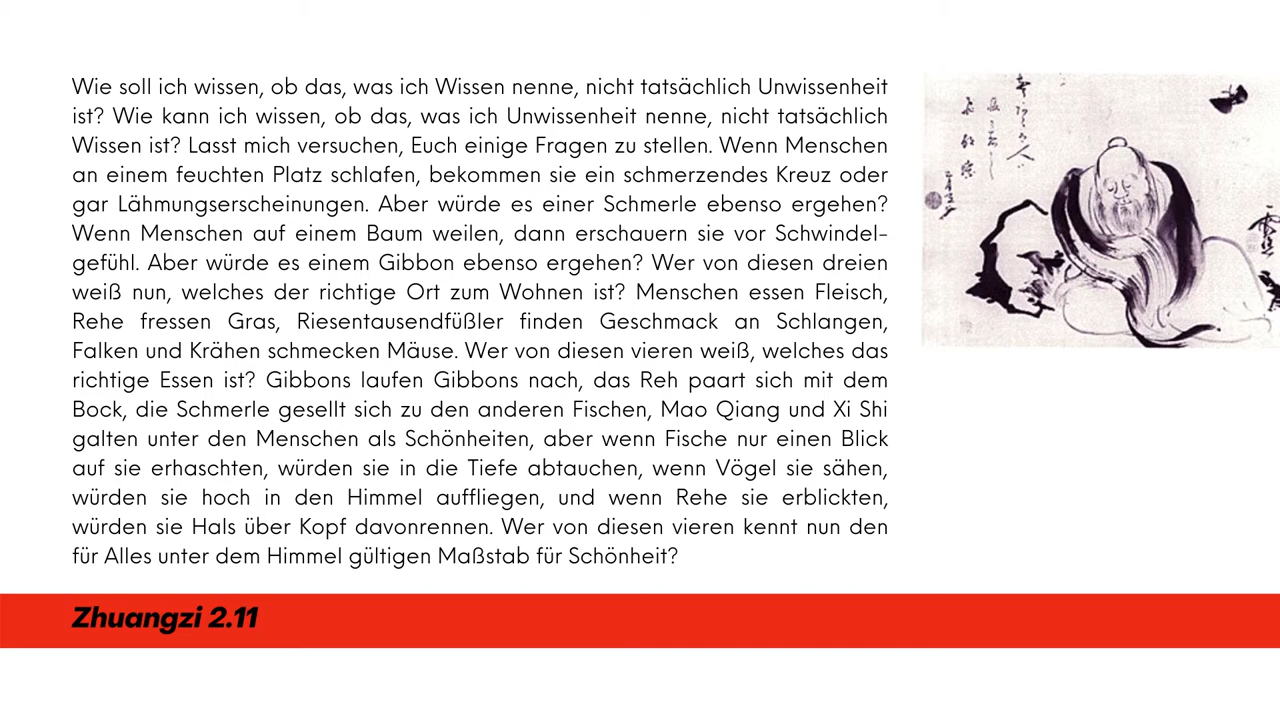 Wie soll ich wissen, ob das, was ich Wissen nenne, nicht tatsächlich Unwissenheit
ist? Wie kann ich wissen, ob das, was ich Unwissenheit nenne, nicht tatsächlich
Wissen ist? Lasst mich versuchen, Euch einige Fragen zu stellen. Wenn Menschen
an einem feuchten Platz schlafen, bekommen sie ein schmerzendes Kreuz oder
gar Lähmungserscheinungen. Aber würde es einer Schmerle ebenso ergehen?
Wenn Menschen auf einem Baum weilen, dann erschauern sie vor Schwindel-
gefühl. Aber würde es einem Gibbon ebenso ergehen? Wer von diesen dreien
weiß nun, welches der richtige Ort zum Wohnen ist? Menschen essen Fleisch,
Rehe fressen Gras, Riesentausendfüßler finden Geschmack an Schlangen,
Falken und Krähen schmecken Mäuse. Wer von diesen vieren weiß, welches das
richtige Essen ist? Gibbons laufen Gibbons nach, das Reh paart sich mit dem
Bock, die Schmerle gesellt sich zu den anderen Fischen, Mao Qiang und Xi Shi
galten unter den Menschen als Schönheiten, aber wenn Fische nur einen Blick
auf sie erhaschten, würden sie in die Tiefe abtauchen, wenn Vögel sie sähen,
würden sie hoch in den Himmel auffliegen, und wenn Rehe sie erblickten,
würden sie Hals über Kopf davonrennen. Wer von diesen vieren kennt nun den
für Alles unter dem Himmel gültigen Maßstab für Schönheit?
Zhuangzi 2.11